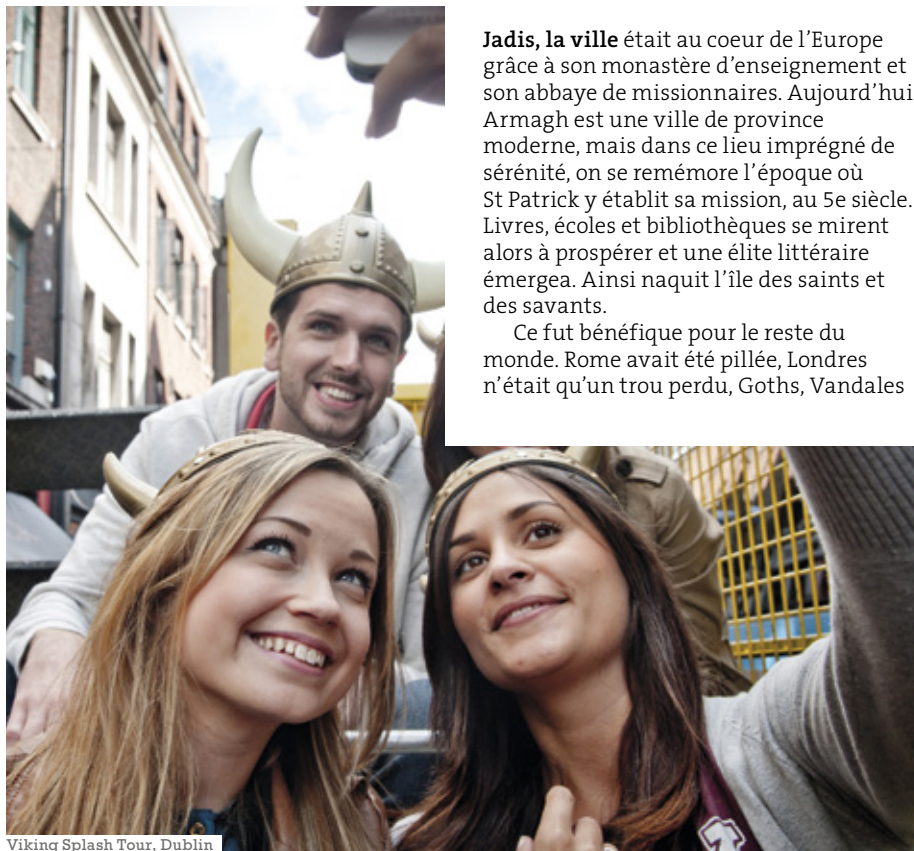 Jadis, la ville était au coeur de l'Europe
grâce à son monastère d'enseignement et
son abbaye de missionnaires. Aujourd'hui
Armagh est une ville de province
moderne, mais dans ce lieu imprégné de
sérénité, on se remémore l'époque où
St Patrick y établit sa mission, au 5e siècle.
Livres, écoles et bibliothèques se mirent
alors à prospérer et une élite littéraire
émergea. Ainsi naquit l'île des saints et
des savants.
Ce fut bénéfique pour le reste du
monde. Rome avait été pillée, Londres
n'était qu'un trou perdu, Goths, Vandales
Viking Splash Tour, Dublin